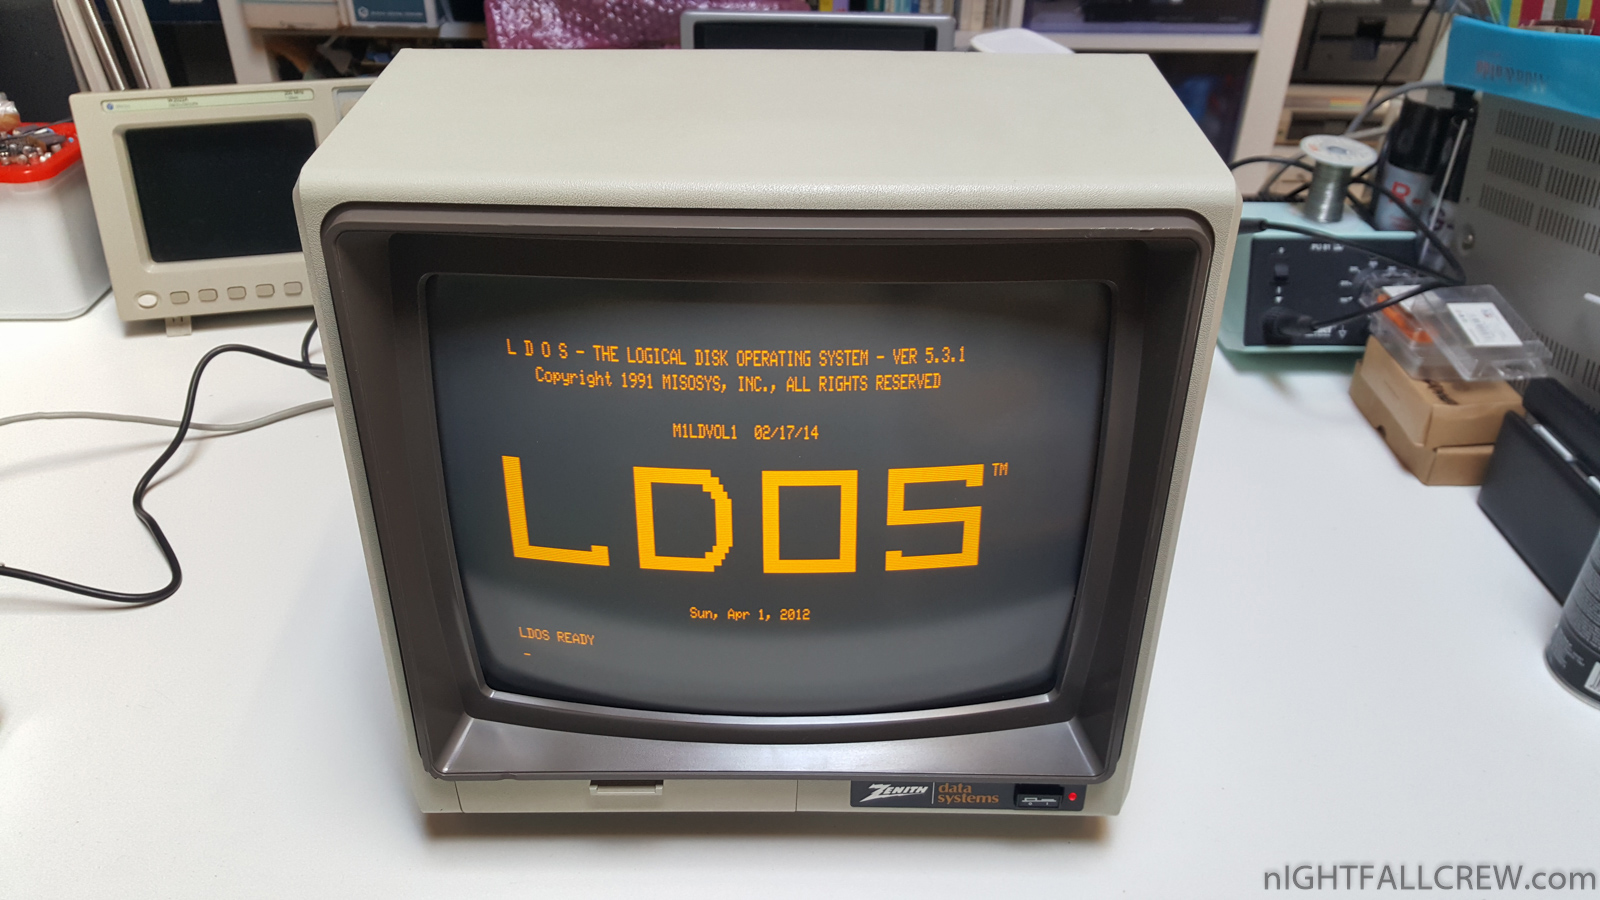 L D O S - THE LOGICAL DISK OPERATING SYSTEM - VER 5.3.1
Copyright 1991 MISOSYS, INC., ALL RIGHTS RESERVED
M1LDVOL1 02/17/14
LDOS TM
Sun, Apr 1, 2012
LDOS READY
_
ZENITH data systems
nIGHTFALLCREW.com